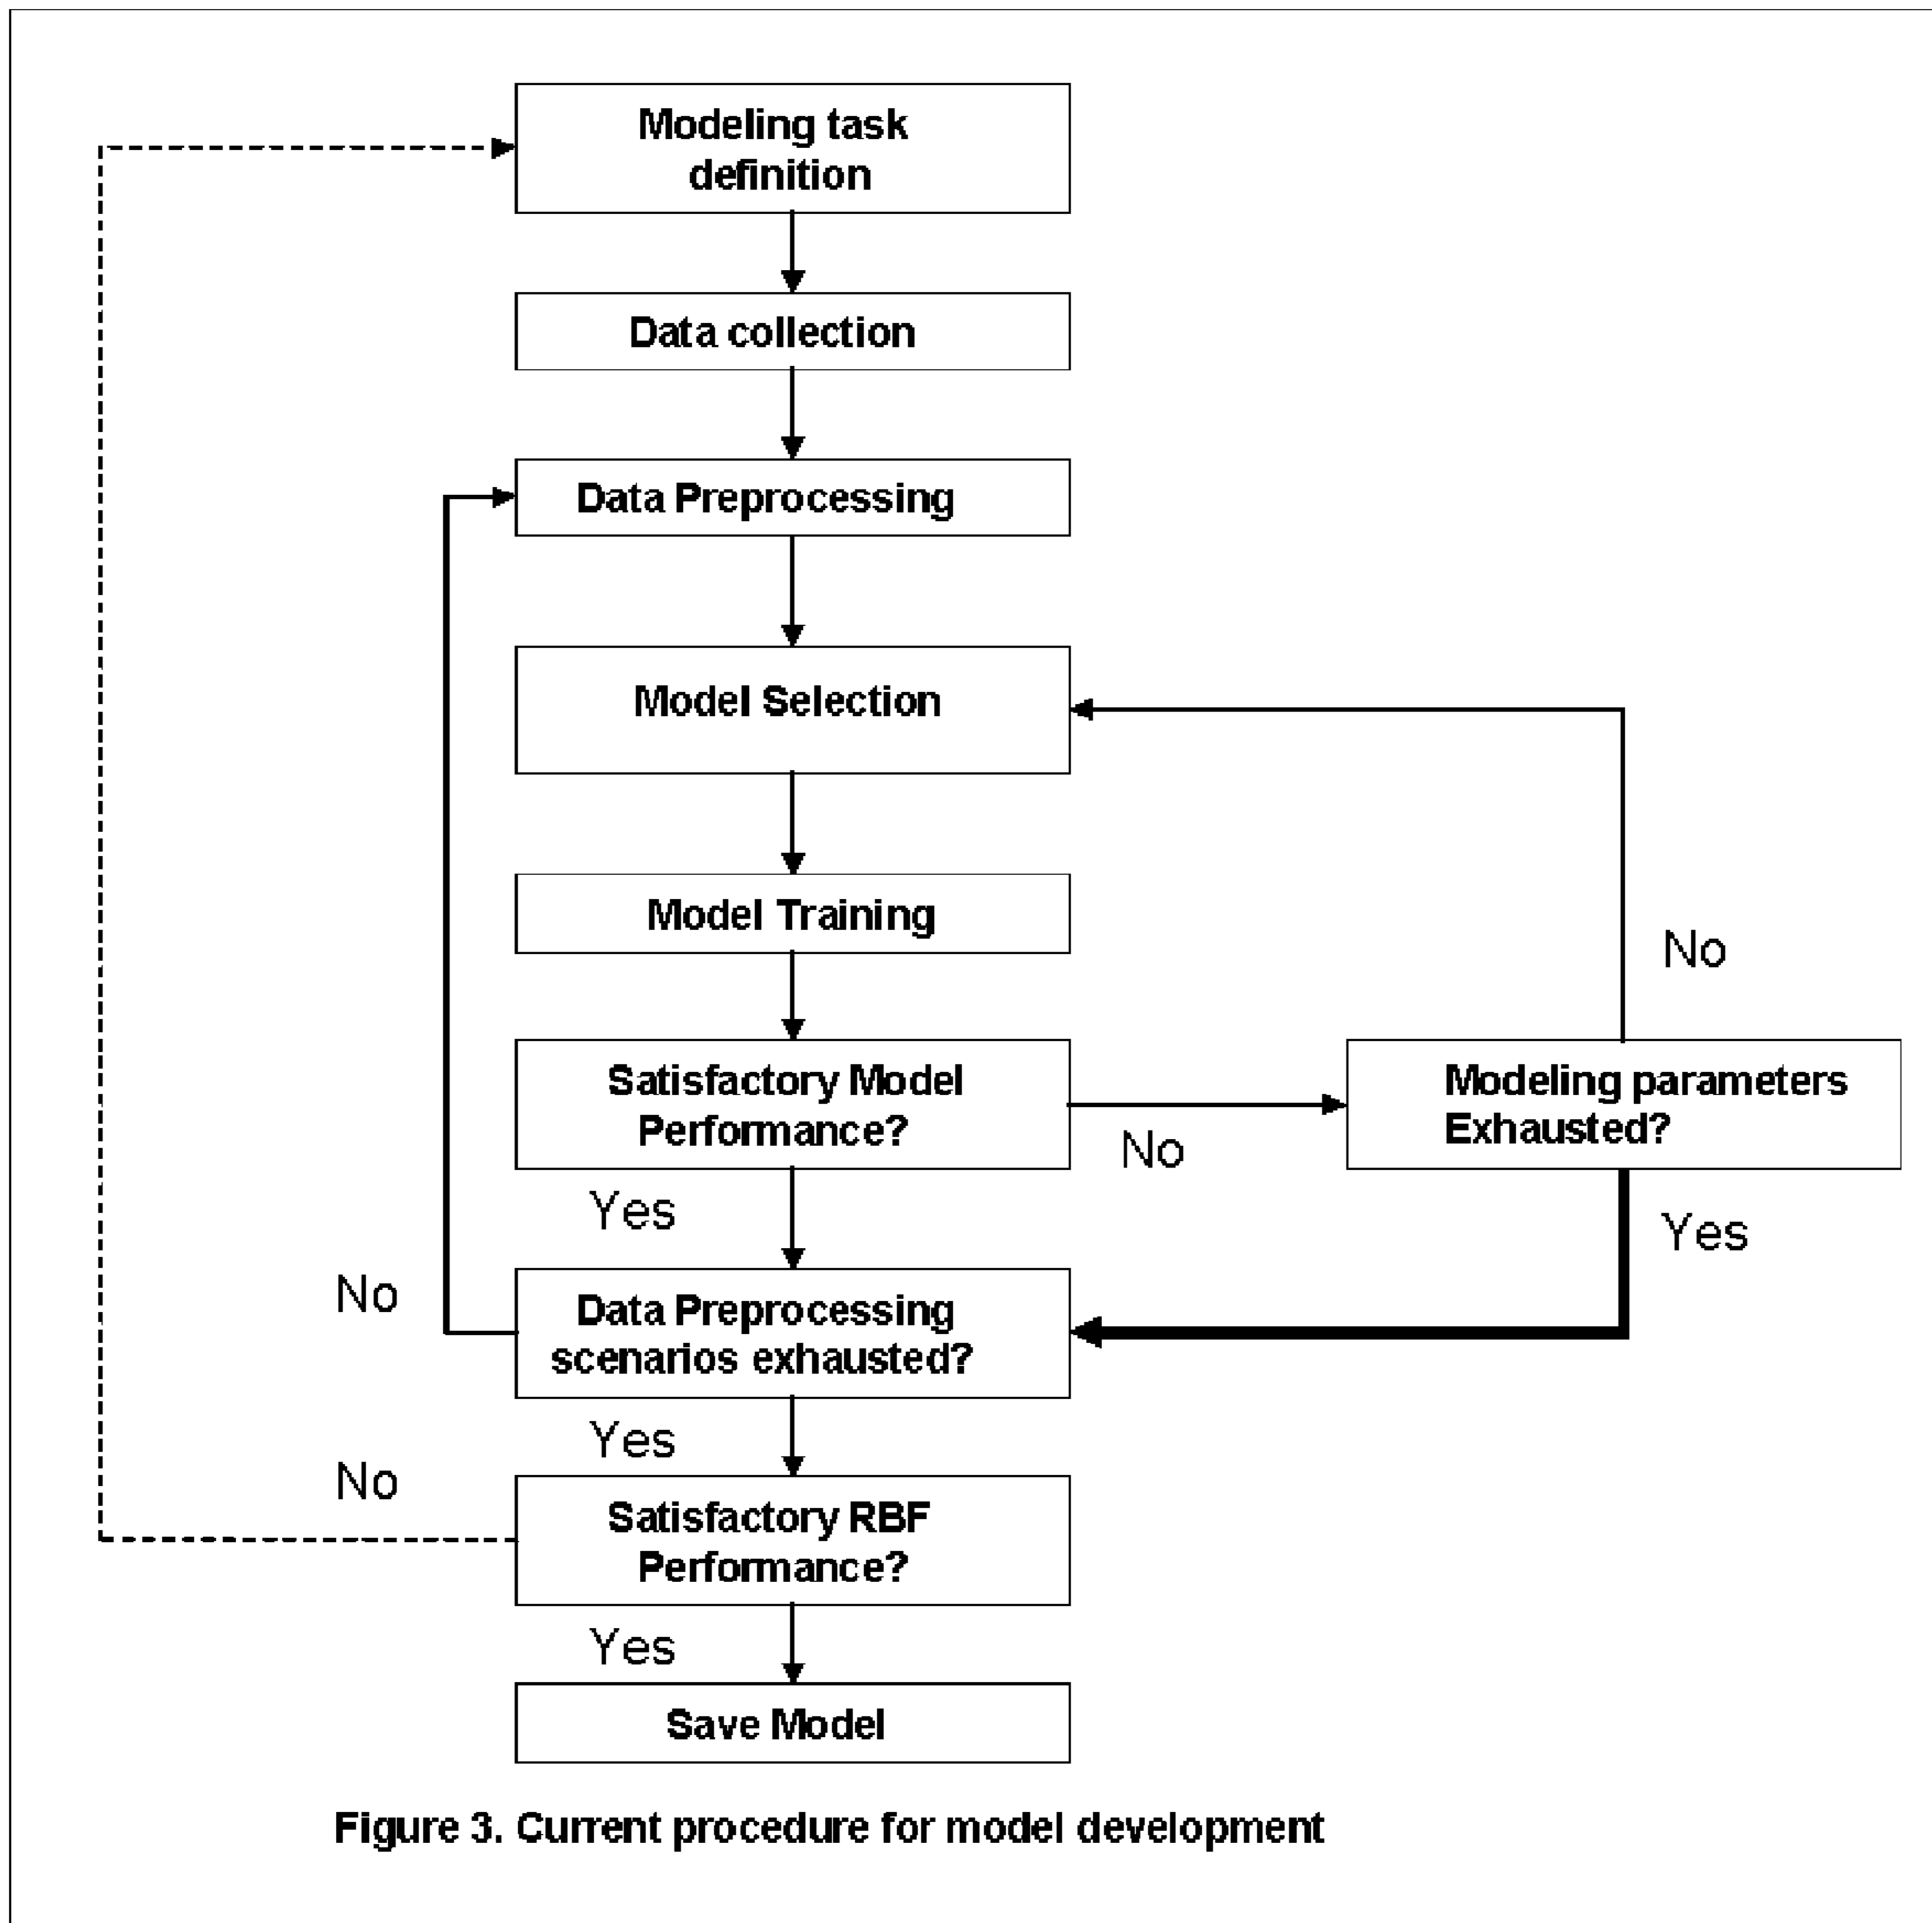 Modeling task
definition
Data collection
Data Preprocessing
Model Selection
Model Training
No
Satisfactory Model
Performance?
No
Modeling parameters
Exhausted?
Yes
Yes
No
Data Preprocessing
scenarios exhausted?
Yes
No
Satisfactory RBF
Performance?
Yes
Save Model
Figure 3. Current procedure for model development